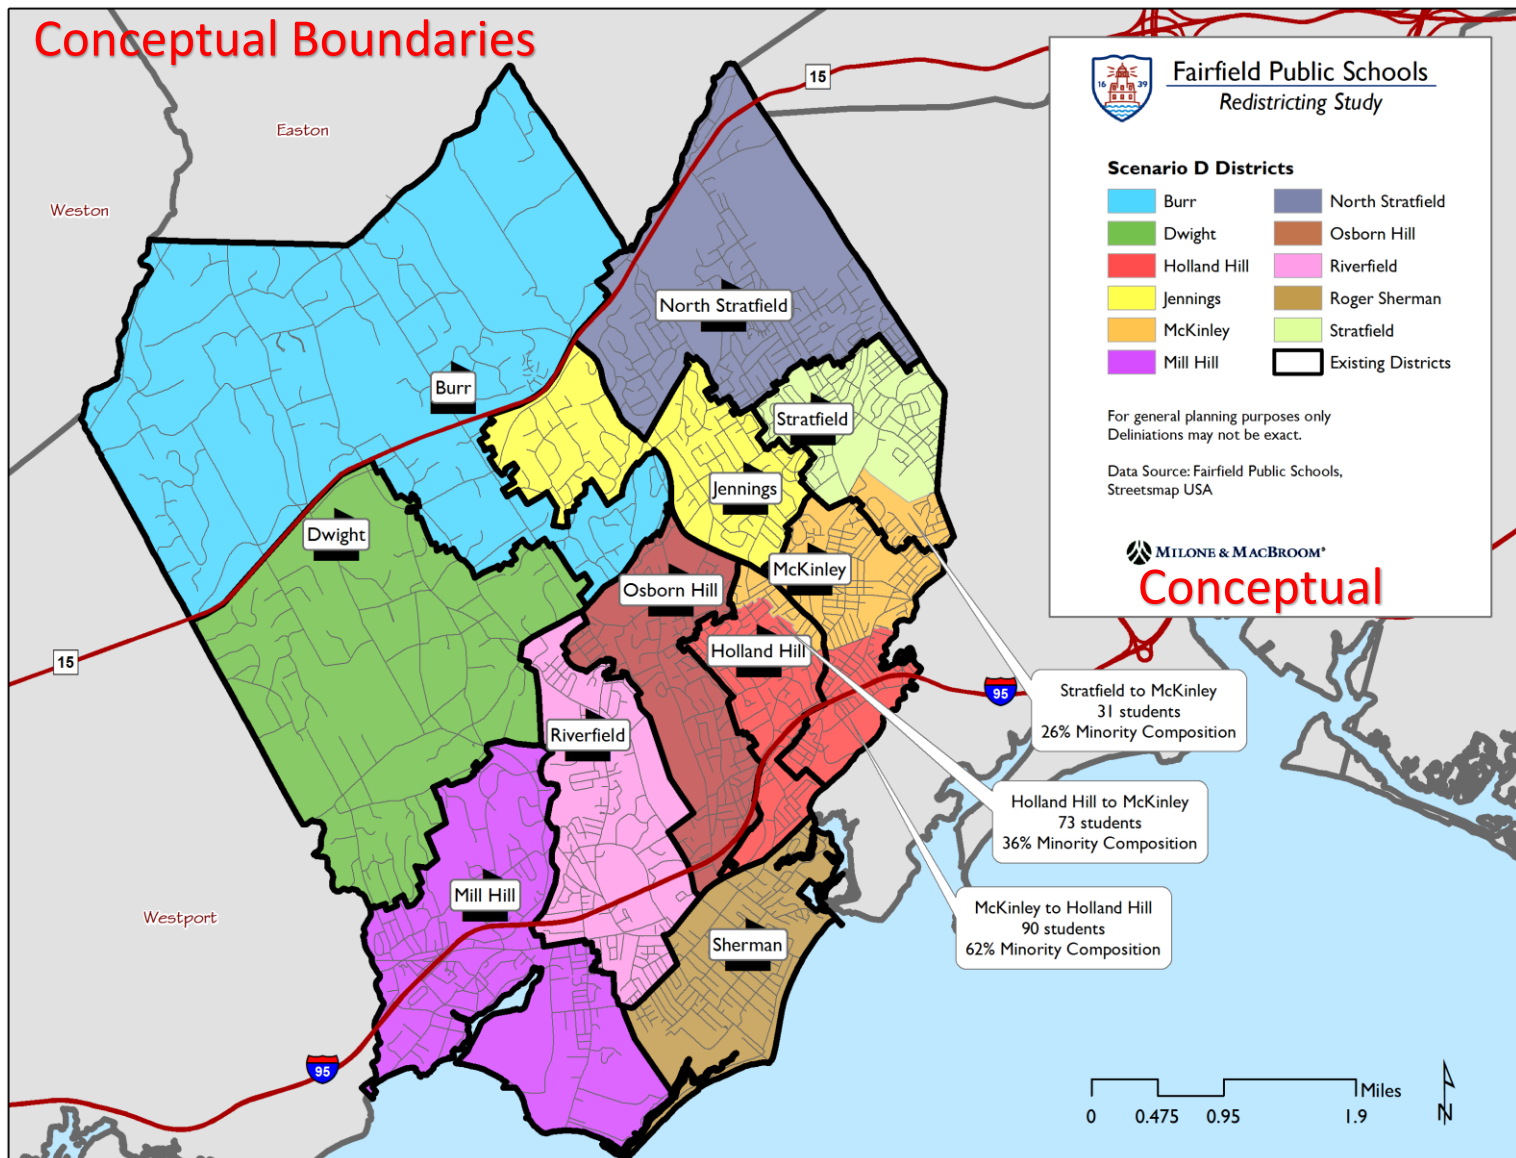 Conceptual Boundaries
15
Easton
Weston
Fairfield Public Schools
16 39
Redistricting Study
Scenario D Districts
Burr
North Stratfield
Dwight
Osborn Hill
Holland Hill
Riverfield
Jennings
Roger Sherman
McKinley
Stratfield
Mill Hill
Existing Districts
For general planning purposes only
Deliniations may not be exact.
Data Source: Fairfield Public Schools,
Streetsmap USA
MILONE & MACBROOM®
Conceptual
North Stratfield
Burr
Stratfield
Jennings
Dwight
McKinley
Osborn Hill
Holland Hill
15
95
Riverfield
Stratfield to McKinley
31 students
26% Minority Composition
Holland Hill to McKinley
73 students
36% Minority Composition
Mill Hill
Westport
McKinley to Holland Hill
90 students
62% Minority Composition
Sherman
95
Miles
0 0.475 0.95 1.9
N